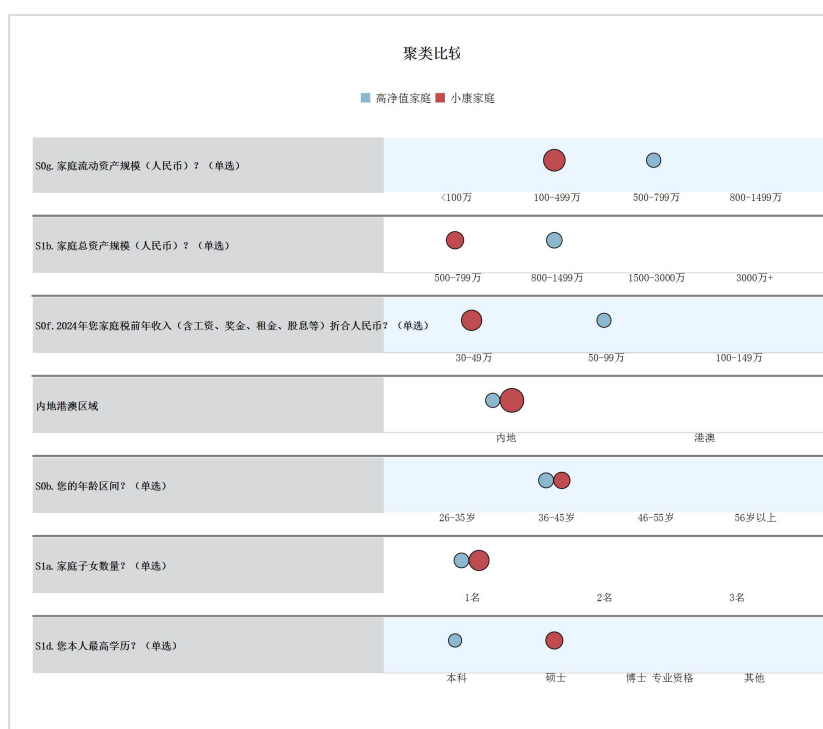 聚类比较
高净值家庭 小康家庭
S0g. 家庭流动资产规模（人民币）？（单选）
<100万 100-499万 500-799万 800-1499万
S1b. 家庭总资产规模（人民币）？（单选）
500-799万 800-1499万 1500-3000万 3000万+
S0f. 2024年您家庭税前年收入（含工资、奖金、租金、股息等）折合人民币？（单选）
30-49万 50-99万 100-149万
内地港澳区域
内地 港澳
S0b. 您的年龄区间？（单选）
26-35岁 36-45岁 46-55岁 56岁以上
S1a. 家庭子女数量？（单选）
1名 2名 3名
S1d. 您本人最高学历？（单选）
本科 硕士 博士 专业资格 其他